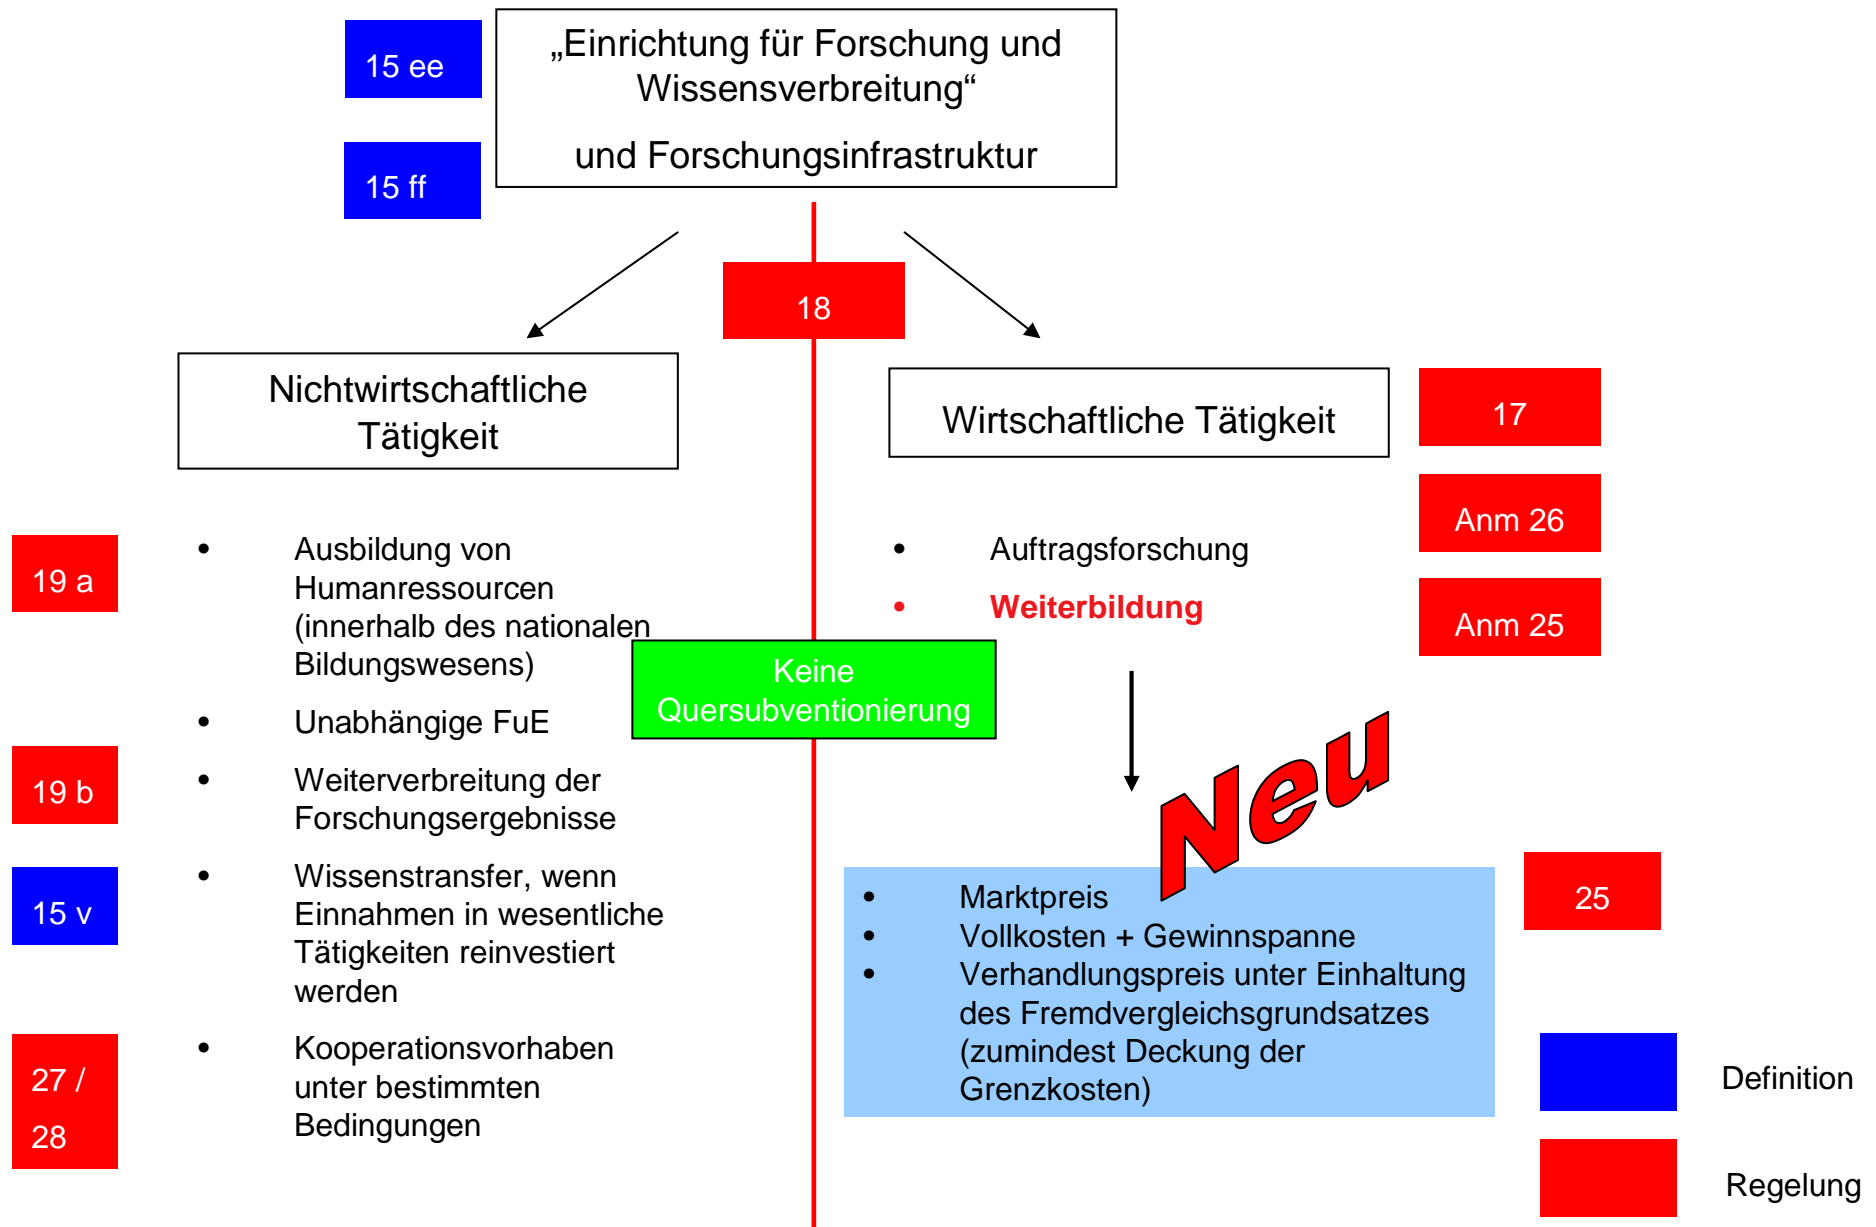 15 ee
„Einrichtung für Forschung und
Wissensverbreitung“
und Forschungsinfrastruktur
15 ff
18
Nichtwirtschaftliche
Tätigkeit
19 a
• Ausbildung von
Humanressourcen
(innerhalb des nationalen
Bildungswesens)
• Unabhängige FuE
19 b
• Weiterverbreitung der
Forschungsergebnisse
15 v
• Wissenstransfer, wenn
Einnahmen in wesentliche
Tätigkeiten reinvestiert
werden
27 /
28
• Kooperationsvorhaben
unter bestimmten
Bedingungen
Keine
Quersubventionierung
Wirtschaftliche Tätigkeit
17
Anm 26
• Auftragsforschung
• Weiterbildung
Anm 25
Neu
• Marktpreis
• Vollkosten + Gewinnspanne
• Verhandlungspreis unter Einhaltung
des Fremdvergleichsgrundsatzes
(zumindest Deckung der
Grenzkosten)
25
Definition
Regelung